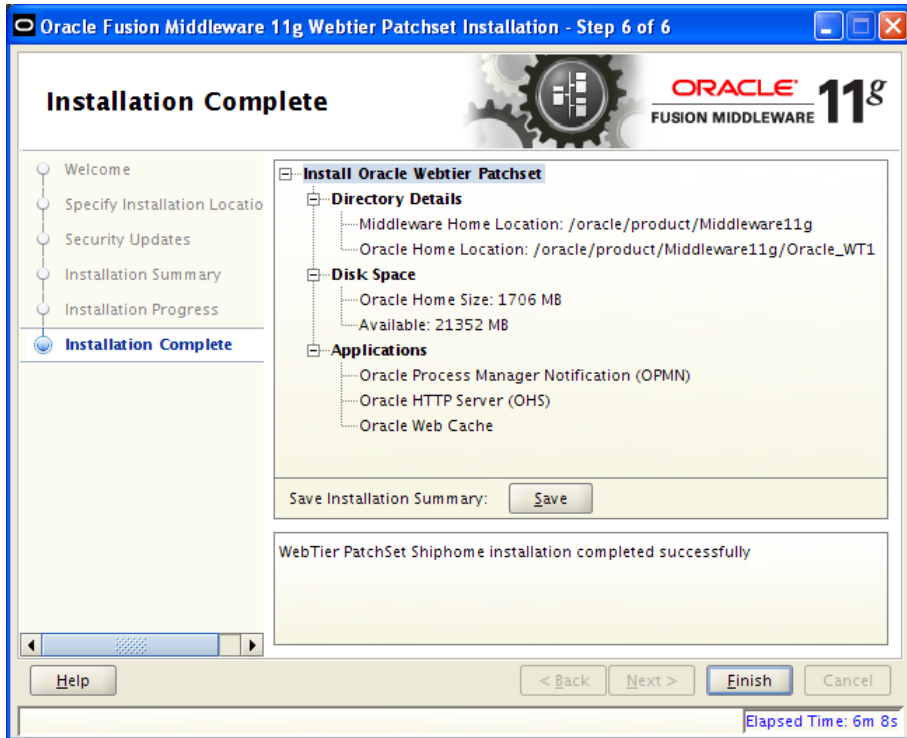 Oracle Fusion Middleware 11g Webtier Patchset Installation - Step 6 of 6
Installation Complete
ORACLE
FUSION MIDDLEWARE 11g
Welcome
Specify Installation Locatio
Security Updates
Installation Summary
Installation Progress
Installation Complete
Install Oracle Webtier Patchset
Directory Details
Middleware Home Location: /oracle/product/Middleware11g
Oracle Home Location: /oracle/product/Middleware11g/Oracle_WT1
Disk Space
Oracle Home Size: 1706 MB
Available: 21352 MB
Applications
Oracle Process Manager Notification (OPMN)
Oracle HTTP Server (OHS)
Oracle Web Cache
Save Installation Summary: Save
WebTier PatchSet Shiphome installation completed successfully
Help < Back Next > Finish Cancel
Elapsed Time: 6m 8s